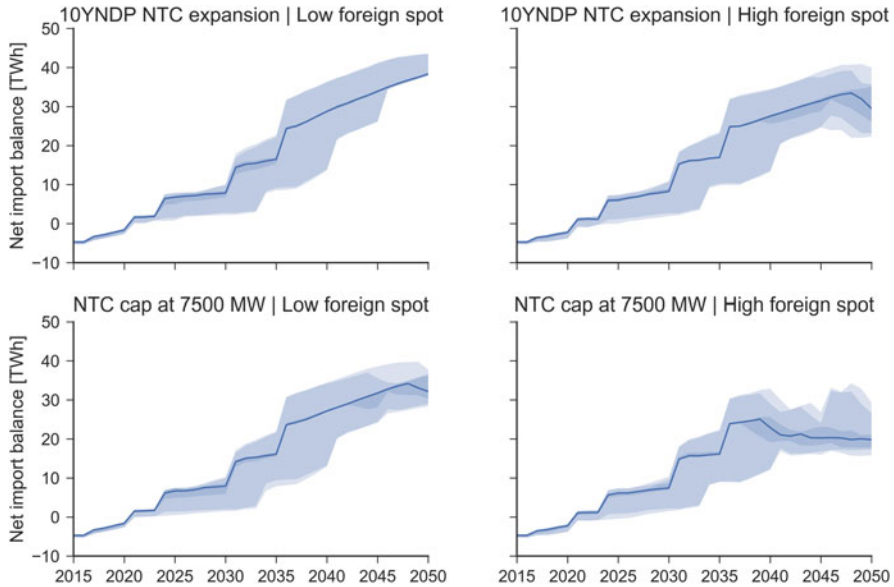 10YNDP NTC expansion | Low foreign spot
10YNDP NTC expansion | High foreign spot
Net import balance [TWh]
50
40
30
20
10
0
−10
NTC cap at 7500 MW | Low foreign spot
NTC cap at 7500 MW | High foreign spot
Net import balance [TWh]
50
40
30
20
10
0
−10
2015 2020 2025 2030 2035 2040 2045 2050
2015 2020 2025 2030 2035 2040 2045 2050